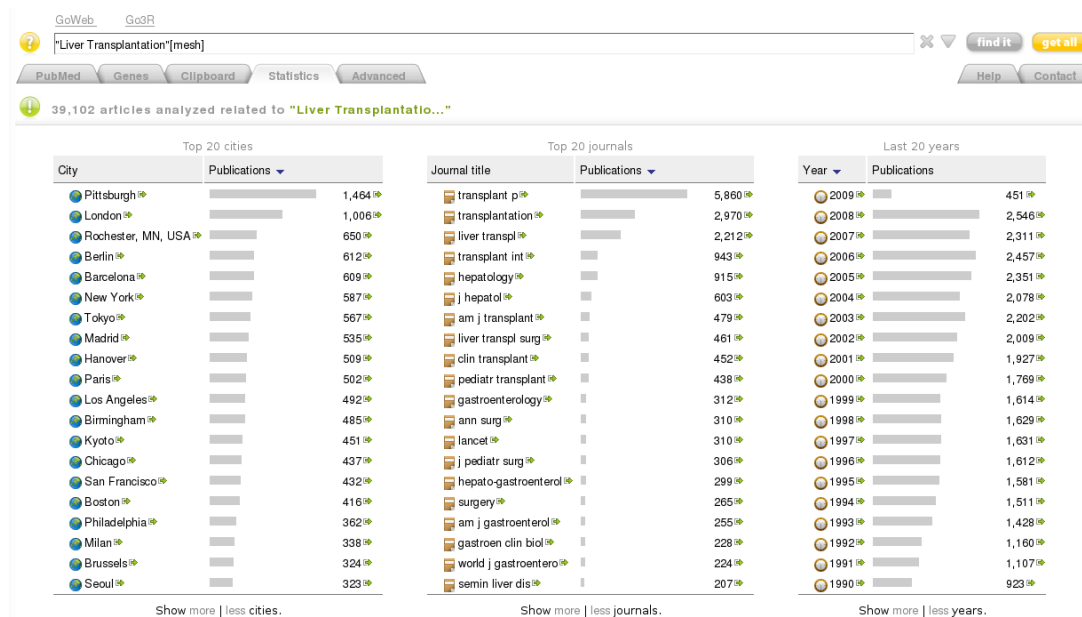 GoWeb Go3R
? "Liver Transplantation"[mesh] find it get all
PubMed Genes Clipboard Statistics Advanced Help Contact
! 39,102 articles analyzed related to "Liver Transplantatio..."
Top 20 cities
City Publications
Pittsburgh 1,464
London 1,006
Rochester, MN, USA 650
Berlin 612
Barcelona 609
New York 587
Tokyo 567
Madrid 535
Hanover 509
Paris 502
Los Angeles 492
Birmingham 485
Kyoto 451
Chicago 437
San Francisco 432
Boston 416
Philadelphia 362
Milan 338
Brussels 324
Seoul 323
Show more | less cities.
Top 20 journals
Journal title Publications
transplant p 5,860
transplantation 2,970
liver transpl 2,212
transplant int 943
hepatology 915
j hepatol 603
am j transplant 479
liver transpl surg 461
clin transplant 452
pediatr transplant 438
gastroenterology 312
ann surg 310
lancet 310
j pediatr surg 306
hepato-gastroenterol 299
surgery 265
am j gastroenterol 255
gastroen clin biol 228
world j gastroentero 224
semin liver dis 207
Show more | less journals.
Last 20 years
Year Publications
2009 451
2008 2,546
2007 2,311
2006 2,457
2005 2,351
2004 2,078
2003 2,202
2002 2,009
2001 1,927
2000 1,769
1999 1,614
1998 1,629
1997 1,631
1996 1,612
1995 1,581
1994 1,511
1993 1,428
1992 1,160
1991 1,107
1990 923
Show more | less years.